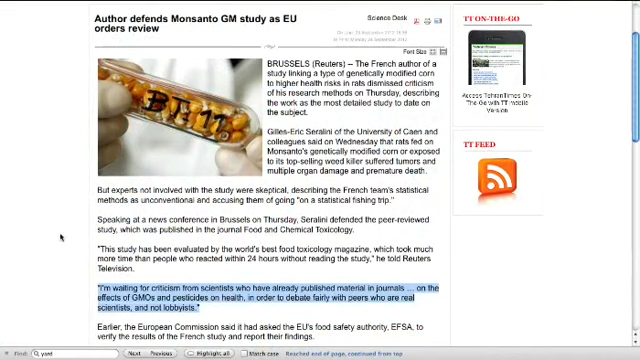 Author defends Monsanto GM study as EU
orders review
Science Desk
Font Size
BRUSSELS (Reuters) -- The French author of a
study linking a type of genetically modified corn
to higher health risks in rats dismissed criticism
of his research methods on Thursday, describing
the work as the most detailed study to date on
the subject.
Gilles-Eric Seralini of the University of Caen and
colleagues said on Wednesday that rats fed on
Monsanto's genetically modified corn or exposed
to its top-selling weed killer suffered tumors and
multiple organ damage and premature death.
BT 11
But experts not involved with the study were skeptical, describing the French team's statistical
methods as unconventional and accusing them of going "on a statistical fishing trip."
Speaking at a news conference in Brussels on Thursday, Seralini defended the peer-reviewed
study, which was published in the journal Food and Chemical Toxicology.
"This study has been evaluated by the world's best food toxicology magazine, which took much
more time than people who reacted within 24 hours without reading the study," he told Reuters
Television.
"I'm waiting for criticism from scientists who have already published material in journals ... on the
effects of GMOs and pesticides on health, in order to debate fairly with peers who are real
scientists, and not lobbyists."
Earlier, the European Commission said it had asked the EU's food safety authority, EFSA, to
verify the results of the French study and report their findings.
TT ON-THE-GO
Access TehranTimes On-
The-Go with TT-mobile
Version
TT FEED
Find: yard Next Previous Highlight all Match case Reached end of page, continued from top